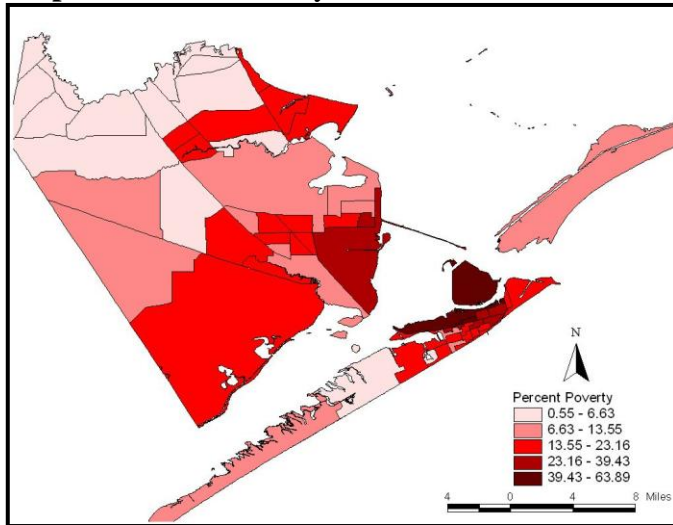 N
Percent Poverty
0.55 - 6.63
6.63 - 13.55
13.55 - 23.16
23.16 - 39.43
39.43 - 63.89
4 0 4 8 Miles